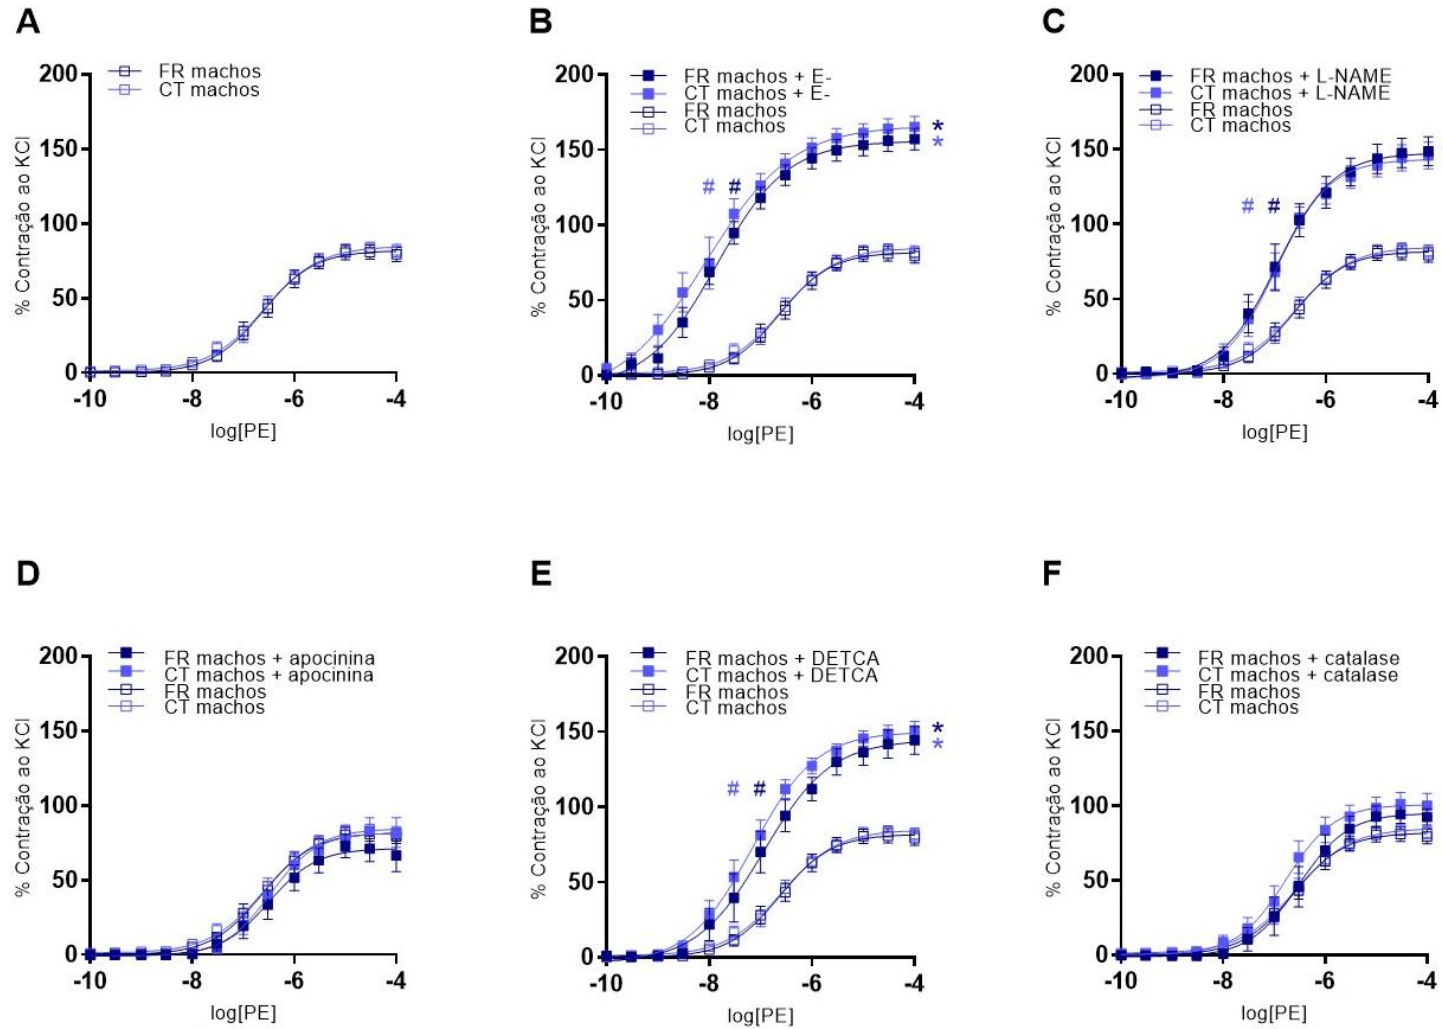 A
FR machos
CT machos
200
150
100
50
0
% Contração ao KCl
-10
-8
-6
-4
log[PE]
B
FR machos + E-
CT machos + E-
FR machos
CT machos
200
150
100
50
0
% Contração ao KCl
# #
*
*
-10
-8
-6
-4
log[PE]
C
FR machos + L-NAME
CT machos + L-NAME
FR machos
CT machos
200
150
100
50
0
% Contração ao KCl
# #
-10
-8
-6
-4
log[PE]
D
FR machos + apocinina
CT machos + apocinina
FR machos
CT machos
200
150
100
50
0
% Contração ao KCl
-10
-8
-6
-4
log[PE]
E
FR machos + DETCA
CT machos + DETCA
FR machos
CT machos
200
150
100
50
0
% Contração ao KCl
# #
*
*
-10
-8
-6
-4
log[PE]
F
FR machos + catalase
CT machos + catalase
FR machos
CT machos
200
150
100
50
0
% Contração ao KCl
-10
-8
-6
-4
log[PE]